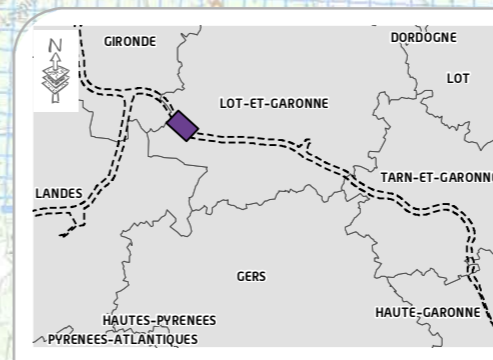 GIRONDE
DORDOGNE
N
LOT
LOT-ET-GARONNE
TARN-ET-GARONN
LANDES
GERS
HAUTES-PYRENEES
HAUTE-GARONNE
PYRENEES-ATLANTIQUES